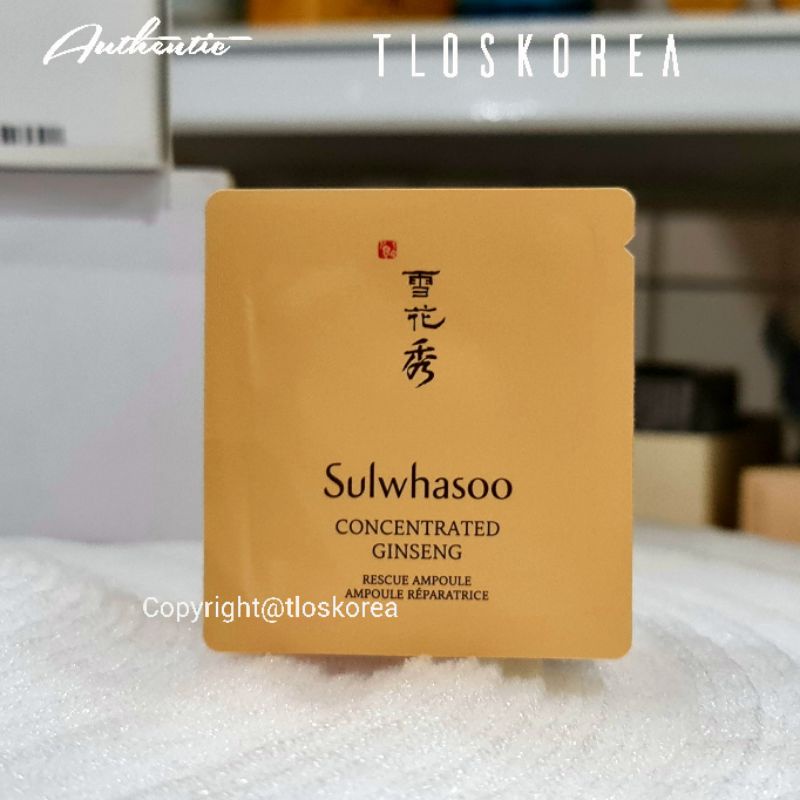 Authentic
TLOSKOREA
雪
花
秀
Sulwhasoo
CONCENTRATED
GINSENG
RESCUE AMPOULE
AMPOULE RÉPARATRICE
Copyright@tloskorea